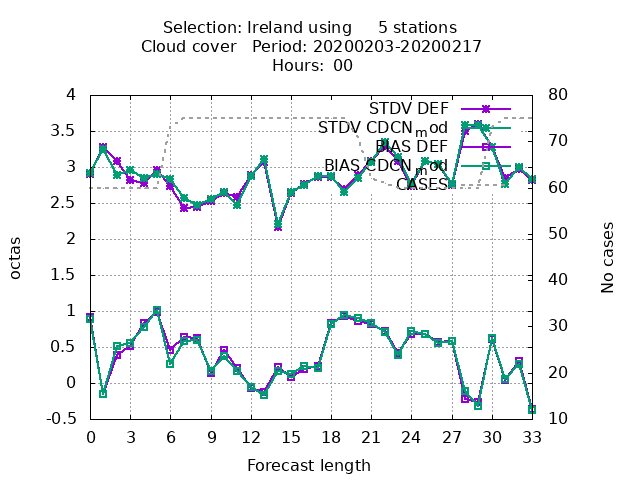 Selection: Ireland using     5 stations
Cloud cover   Period: 20200203-20200217
Hours:  00
4
3.5
3
2.5
2
1.5
1
0.5
0
-0.5
octas
STDV DEF
STDV CDCN_mod
BIAS DEF
BIAS CDCN_mod
CASES
80
70
60
50
40
30
20
10
No cases
0 3 6 9 12 15 18 21 24 27 30 33
Forecast length